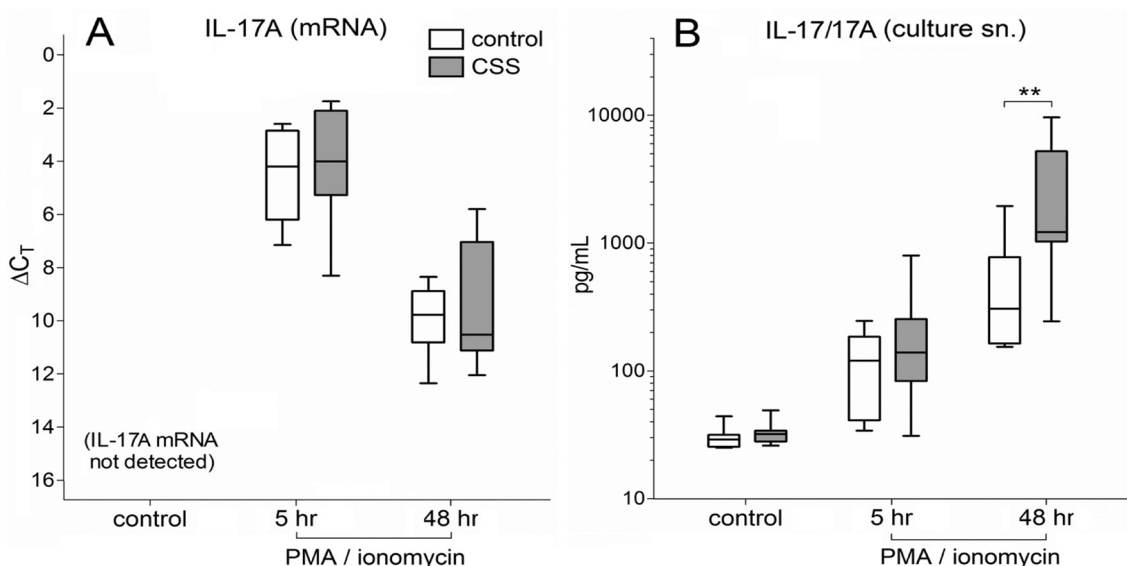 A
IL-17A (mRNA)
control
CSS
0
2
4
6
8
10
12
14
16
ΔCT
(IL-17A mRNA
not detected)
control
5 hr
48 hr
PMA / ionomycin
B
IL-17/17A (culture sn.)
**
10000
1000
100
10
pg/mL
control
5 hr
48 hr
PMA / ionomycin